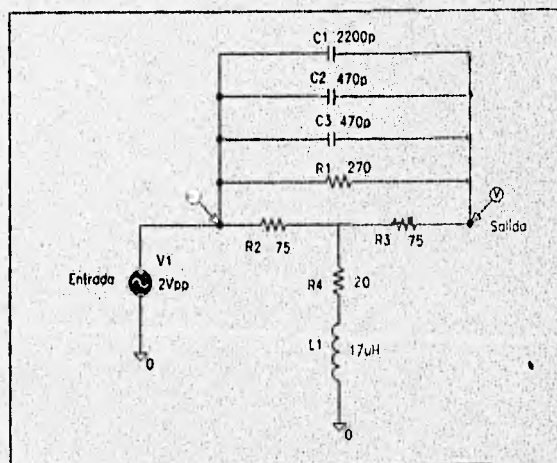 C1 2200p
C2 470p
C3 470p
R1 270
V
R2 75
R3 75
Salida
V1
Entrada
2Vpp
R4 20
L1 17uH
0
0